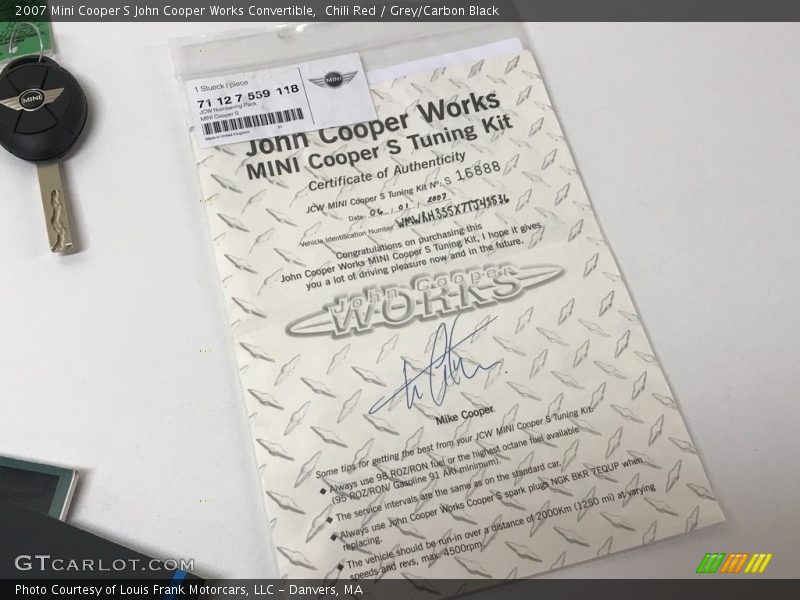 2007 Mini Cooper S John Cooper Works Convertible,  Chili Red / Grey/Carbon Black
MINI
1 Stueck / piece
71 12 7 559 118
JCW Numbering Pack
MINI Cooper S
Made in United Kingdom
MINI
John Cooper Works
MINI Cooper S Tuning Kit
Certificate of Authenticity
JCW MINI Cooper S Tuning Kit Nº: S 16888
Date: 06 / 01 / 2007
Vehicle Identification Number
Congratulations on purchasing this
John Cooper Works MINI Cooper S Tuning Kit, I hope it gives
you a lot of driving pleasure now and in the future.
John Cooper
WORKS
Mike Cooper
Some tips for getting the best from your JCW MINI Cooper S Tuning Kit.
◆ Always use 98 ROZ/RON fuel or the highest octane fuel available
(95 ROZ/RON/ Gasoline 91 AKI minimum).
◆ The service intervals are the same as on the standard car.
◆ Always use John Cooper Works Cooper S spark plugs NGK BKR 7EQUP when
replacing.
◆ The vehicle should be run-in over a distance of 2000Km (1250 mi) at varying
speeds and revs, max. 4500rpm.
GTCARLOT.COM
Photo Courtesy of Louis Frank Motorcars, LLC - Danvers, MA